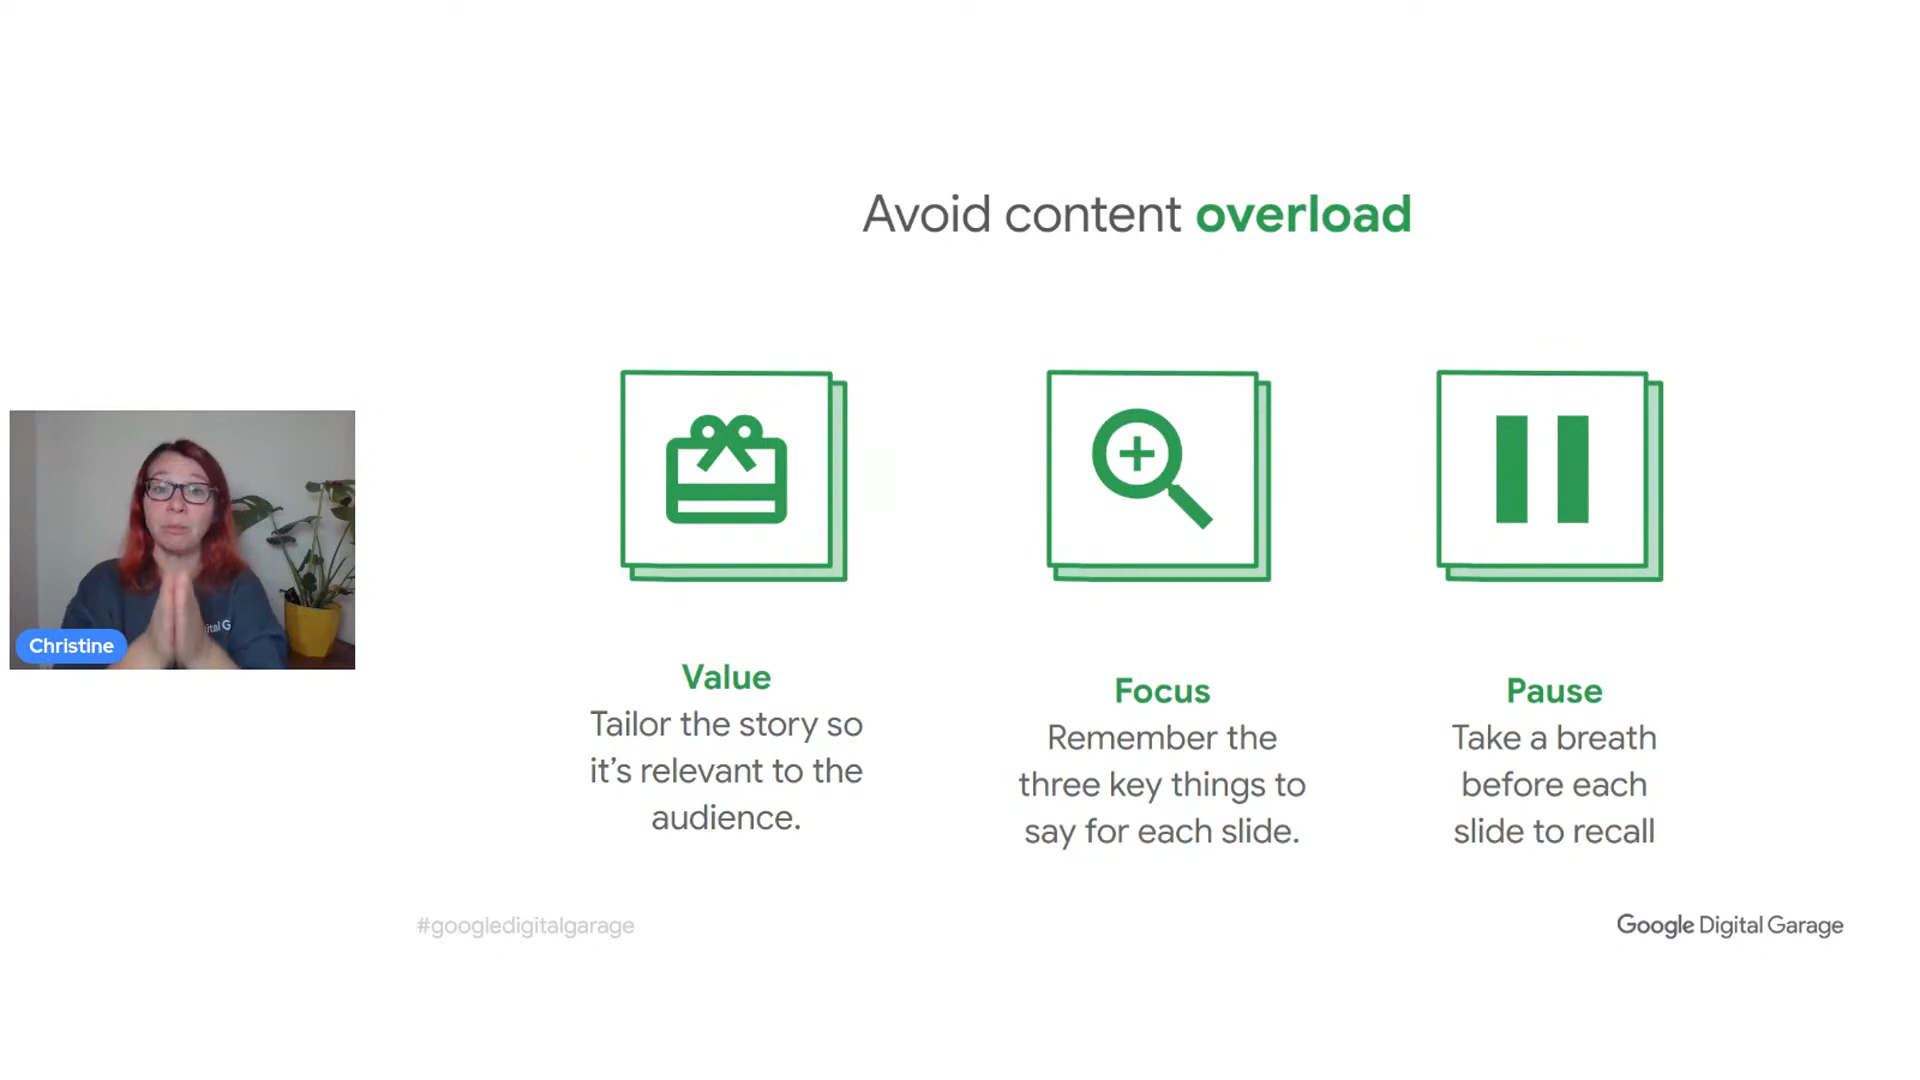 Avoid content overload
Christine
ital G
Value
Tailor the story so
it's relevant to the
audience.
Focus
Remember the
three key things to
say for each slide.
Pause
Take a breath
before each
slide to recall
#googledigitalgarage
Google Digital Garage